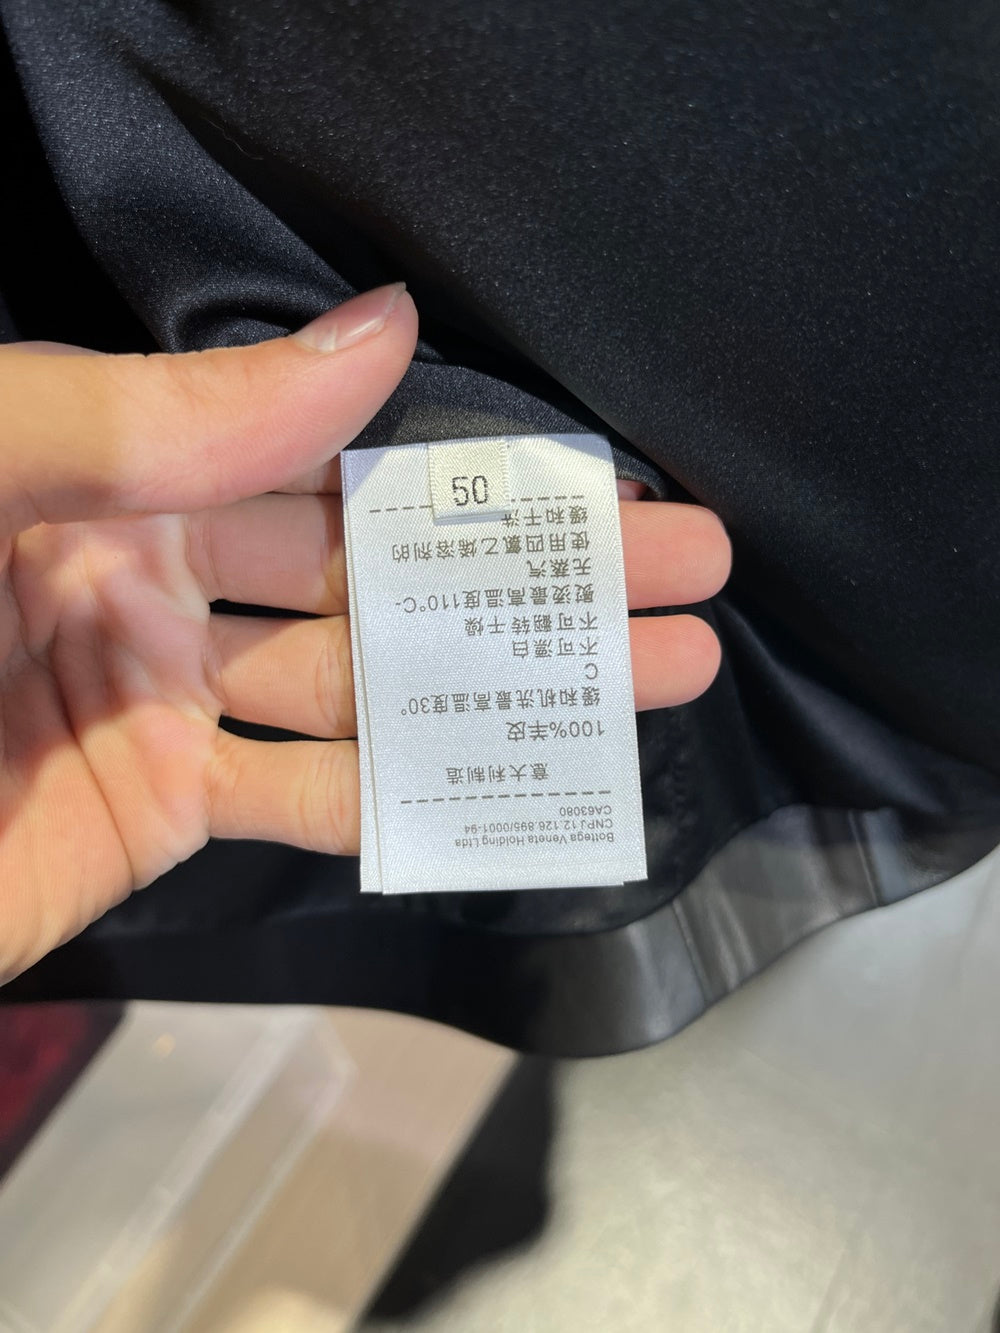 50
Bottega Veneta Holding Ltda
CNPJ 12.126.895/0001-94
CA63080
意大利制造
100%羊皮
缓和机洗最高温度30°
C
不可漂白
不可翻转干燥
熨烫最高温度110°C-
无蒸汽
使用四氯乙烯溶剂的
缓和干洗